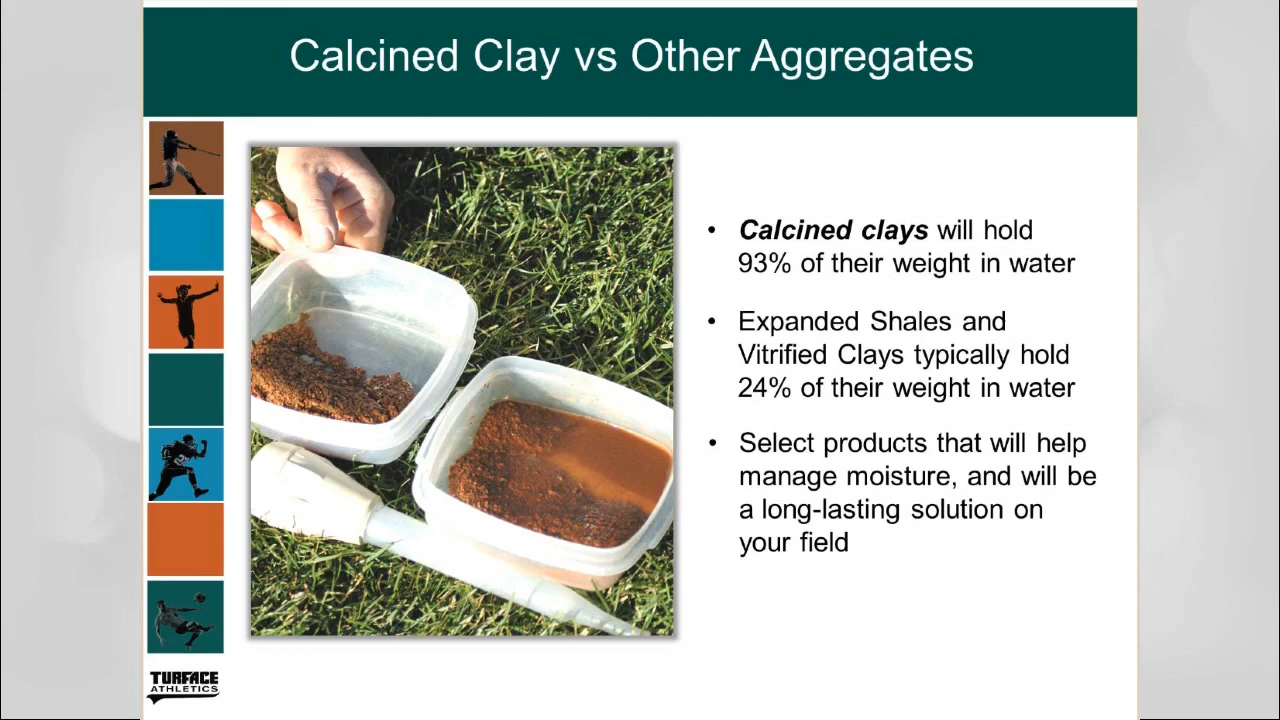 Calcined Clay vs Other Aggregates
• Calcined clays will hold
93% of their weight in water
• Expanded Shales and
Vitrified Clays typically hold
24% of their weight in water
• Select products that will help
manage moisture, and will be
a long-lasting solution on
your field
TURFACE
ATHLETICS